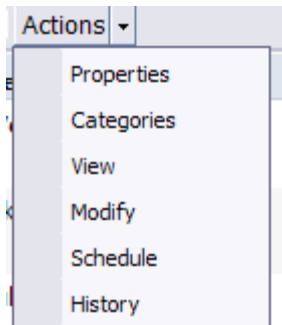 Actions
Properties
Categories
View
Modify
Schedule
History